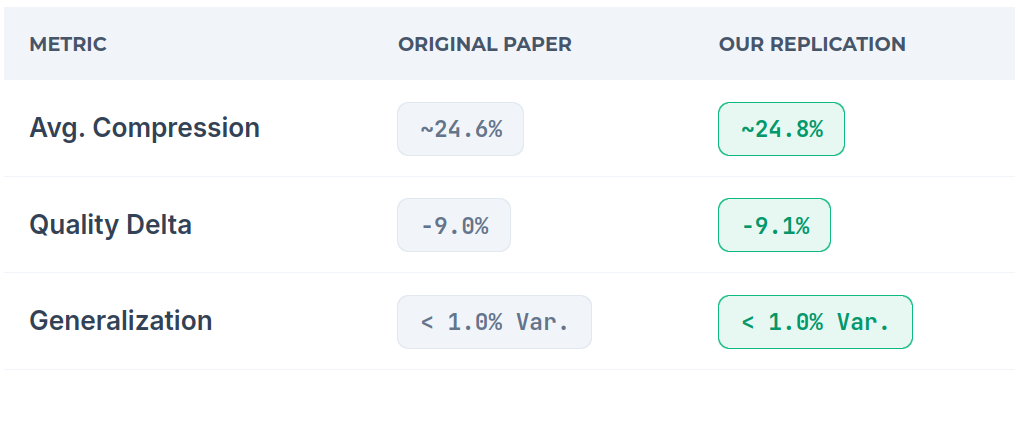 METRIC ORIGINAL PAPER OUR REPLICATION
Avg. Compression ~24.6% ~24.8%
Quality Delta -9.0% -9.1%
Generalization < 1.0% Var. < 1.0% Var.